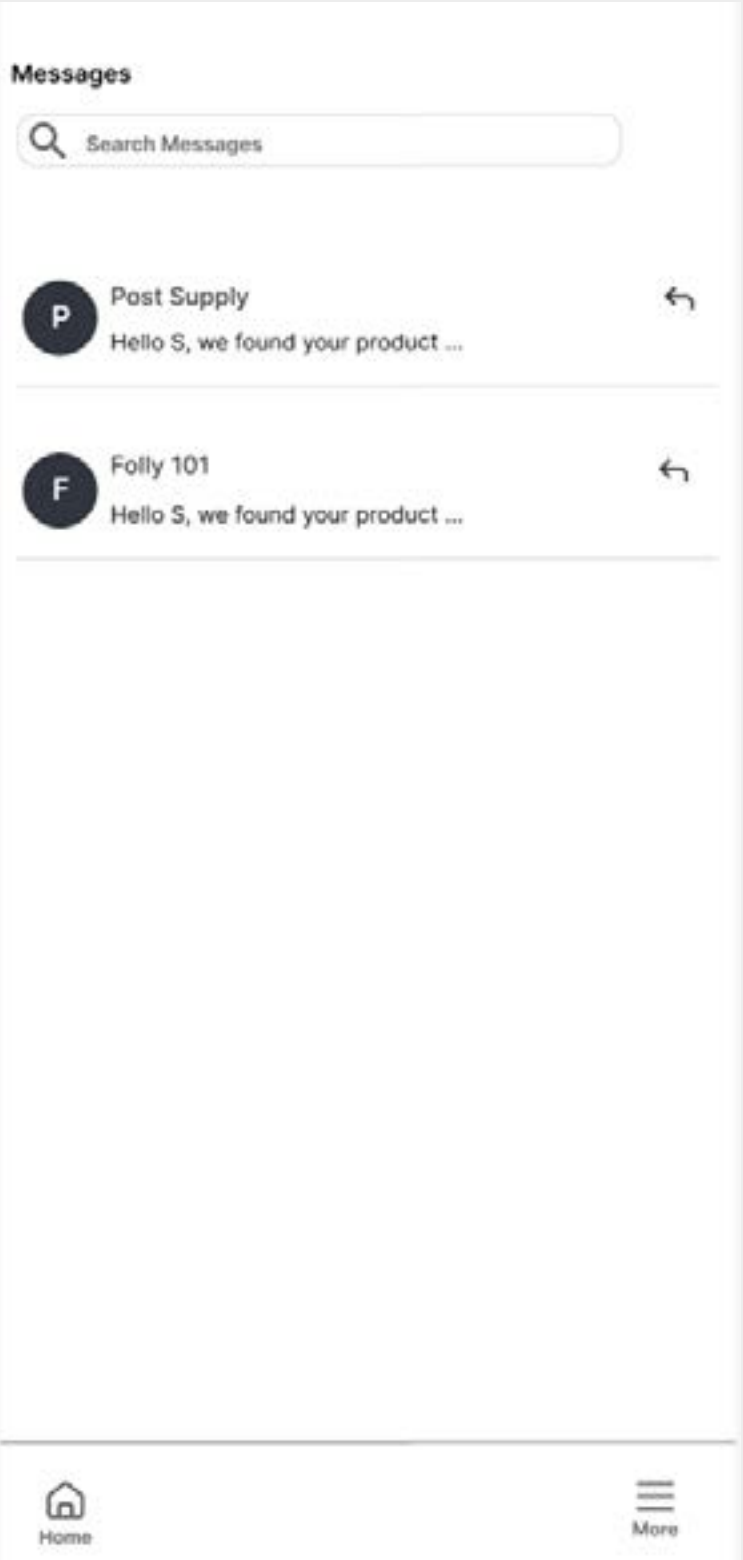 Messages
Search Messages
P
Post Supply
Hello S, we found your product ...
F
Folly 101
Hello S, we found your product ...
Home
More